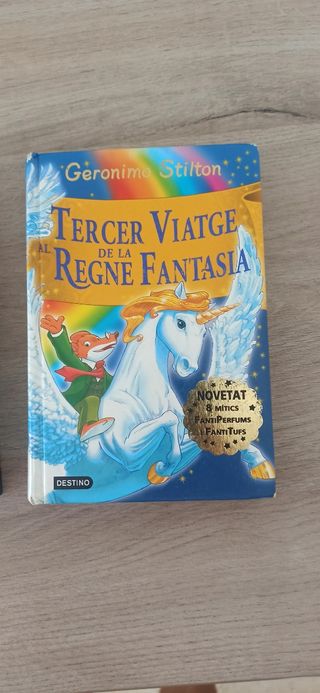 Geronimo Stilton
TERCER VIATGE
AL
DE LA
REGNE FANTASIA
NOVETAT
8 MÍTICS
FANTIPERFUMS
I FANTITUFS
DESTINO